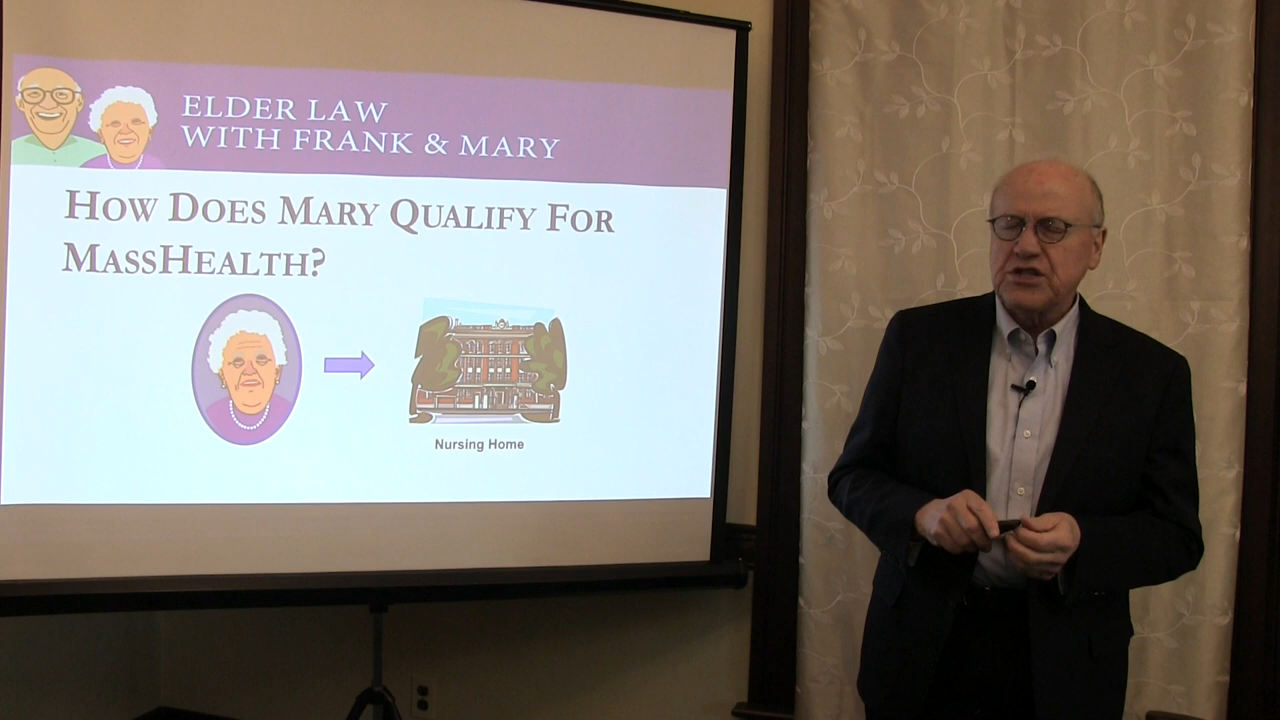 ELDER LAW
WITH FRANK & MARY
HOW DOES MARY QUALIFY FOR
MASSHEALTH?
Nursing Home